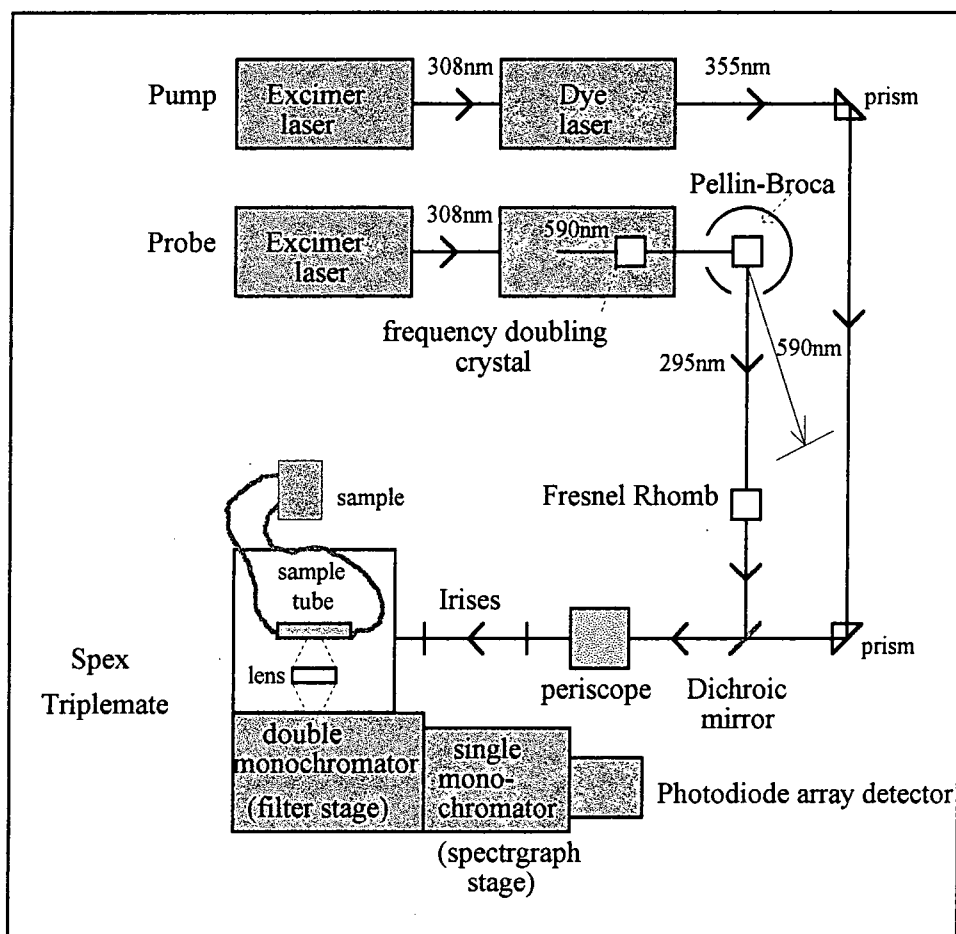 Pump
Excimer
laser
308nm
Dye
laser
355nm
prism
Pellin-Broca
Probe
Excimer
laser
308nm
590nm
frequency doubling
crystal
295nm
590nm
Fresnel Rhomb
sample
sample
tube
Irises
lens
periscope
Dichroic
mirror
prism
Spex
Triplemate
double
monochromator
(filter stage)
single
mono-
chromator
(spectrgraph
stage)
Photodiode array detector